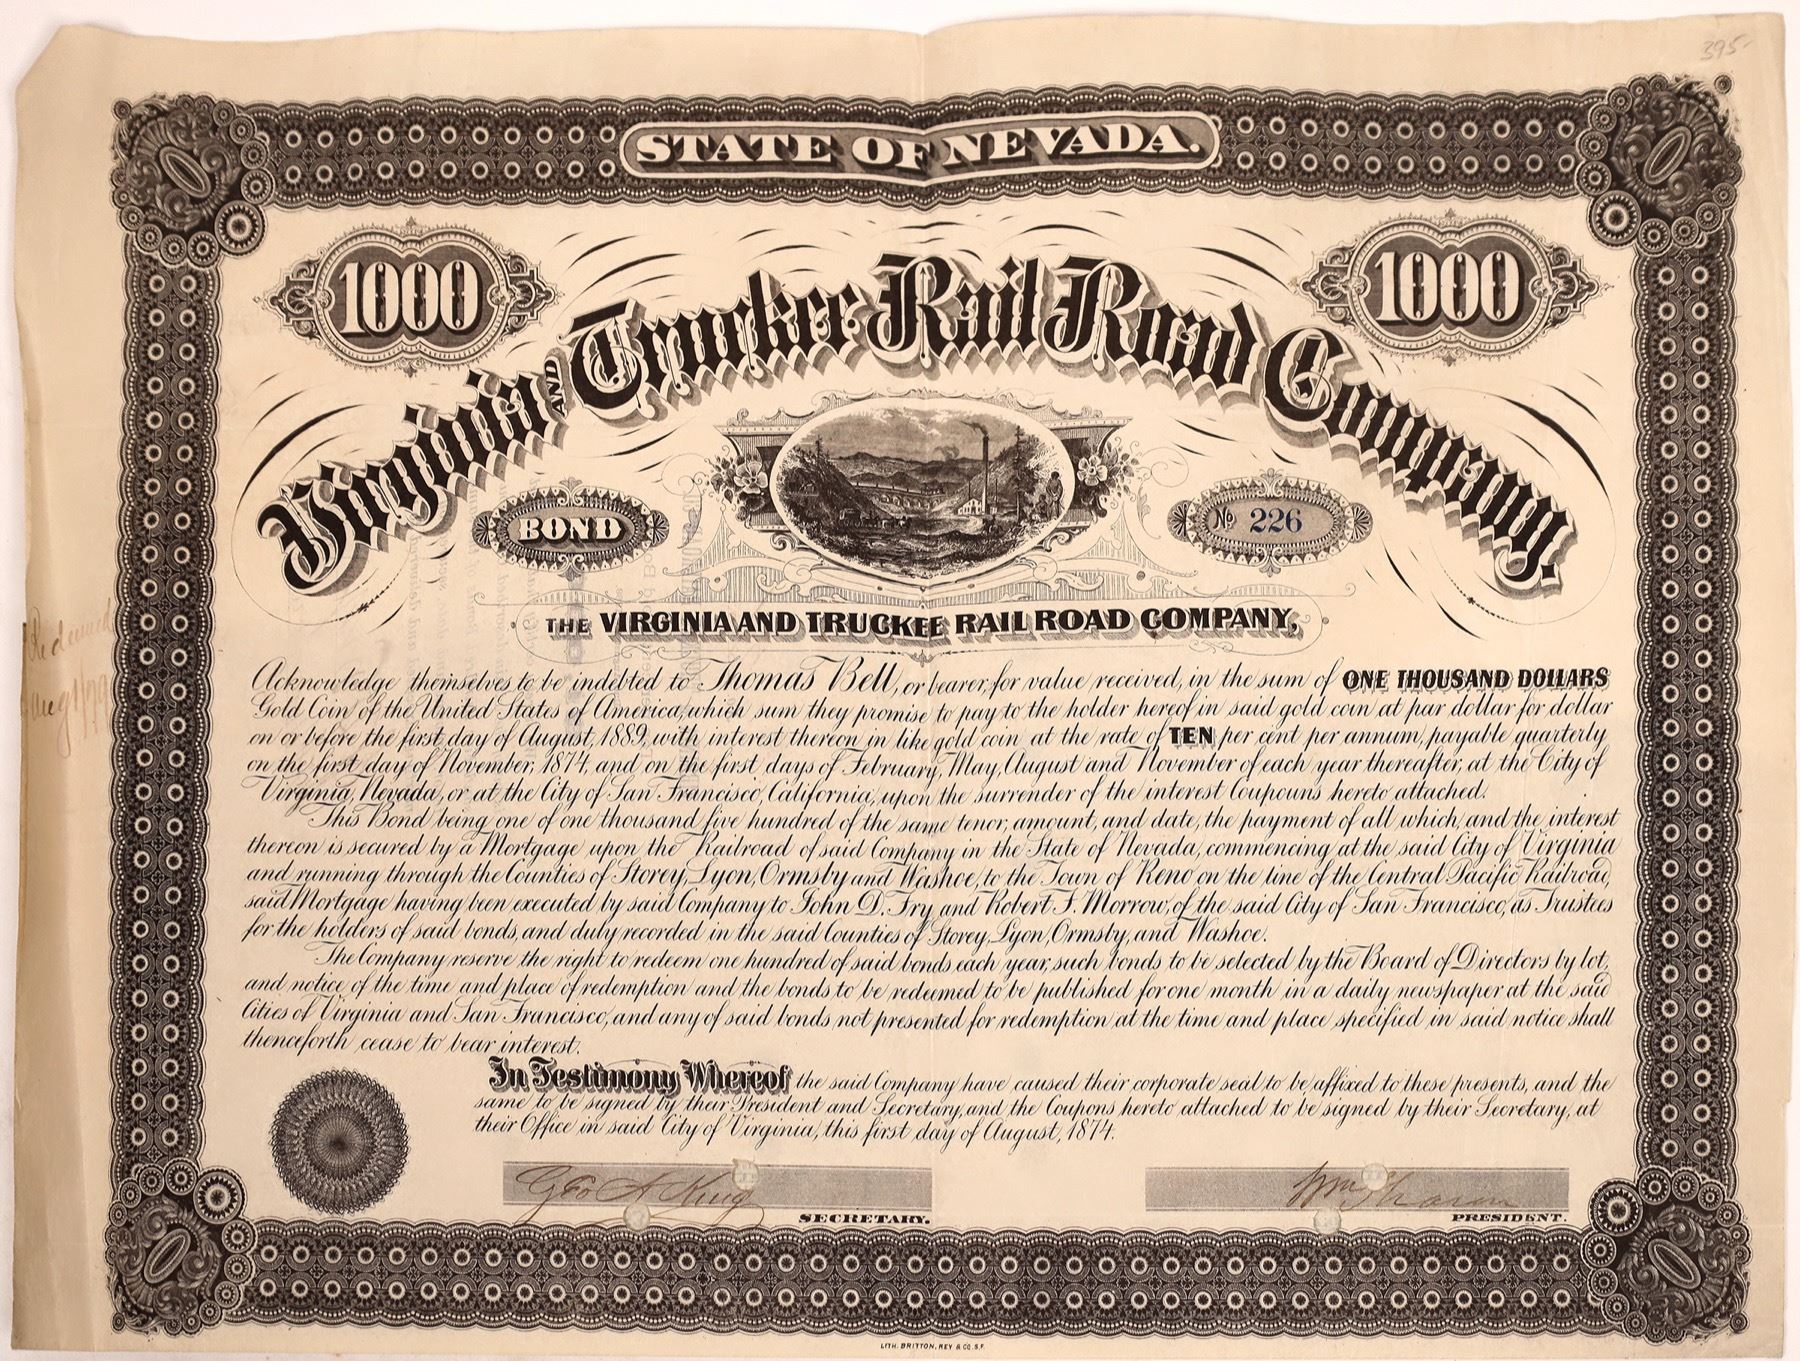 395-
STATE OF NEVADA.
1000
1000
Virginia AND Truckee Rail Road Company.
BOND
No 226
THE VIRGINIA AND TRUCKEE RAIL ROAD COMPANY,
Acknowledge themselves to be indebted to Thomas Bell, or bearer, for value received, in the sum of ONE THOUSAND DOLLARS
Gold Coin of the United States of America, which sum they promise to pay to the holder hereof in said gold coin at par dollar for dollar
on or before the first day of August, 1889, with interest thereon in like gold coin at the rate of TEN per cent per annum, payable quarterly
on the first day of November, 1874, and on the first days of February, May, August and November of each year thereafter, at the City of
Virginia, Nevada, or at the City of San Francisco, California, upon the surrender of the interest Coupouns hereto attached.
This Bond being one of one thousand five hundred of the same tenor, amount, and date, the payment of all which, and the interest
thereon is secured by a Mortgage upon the Railroad of said Company in the State of Nevada, commencing at the said City of Virginia
and running through the Counties of Storey, Lyon, Ormsby and Washoe, to the Town of Reno on the line of the Central Pacific Railroad,
said Mortgage having been executed by said Company to John D. Fry and Robert F. Morrow, of the said City of San Francisco, as Trustees
for the holders of said bonds, and duly recorded in the said Counties of Storey, Lyon, Ormsby, and Washoe.
The Company reserve the right to redeem one hundred of said bonds each year, such bonds to be selected by the Board of Directors by lot,
and notice of the time and place of redemption and the bonds to be redeemed to be published for one month in a daily newspaper at the said
Cities of Virginia and San Francisco, and any of said bonds not presented for redemption at the time and place specified in said notice shall
thenceforth cease to bear interest.
In Testimony Whereof the said Company have caused their corporate seal to be affixed to these presents, and the
same to be signed by their President and Secretary, and the Coupons hereto attached to be signed by their Secretary, at
their Office in said City of Virginia, this first day of August, 1874.
Geo A King
SECRETARY.
Wm Sharon
PRESIDENT.
LITH. BRITTON, REY & CO. S.F.
Redeemed
Aug 1/79